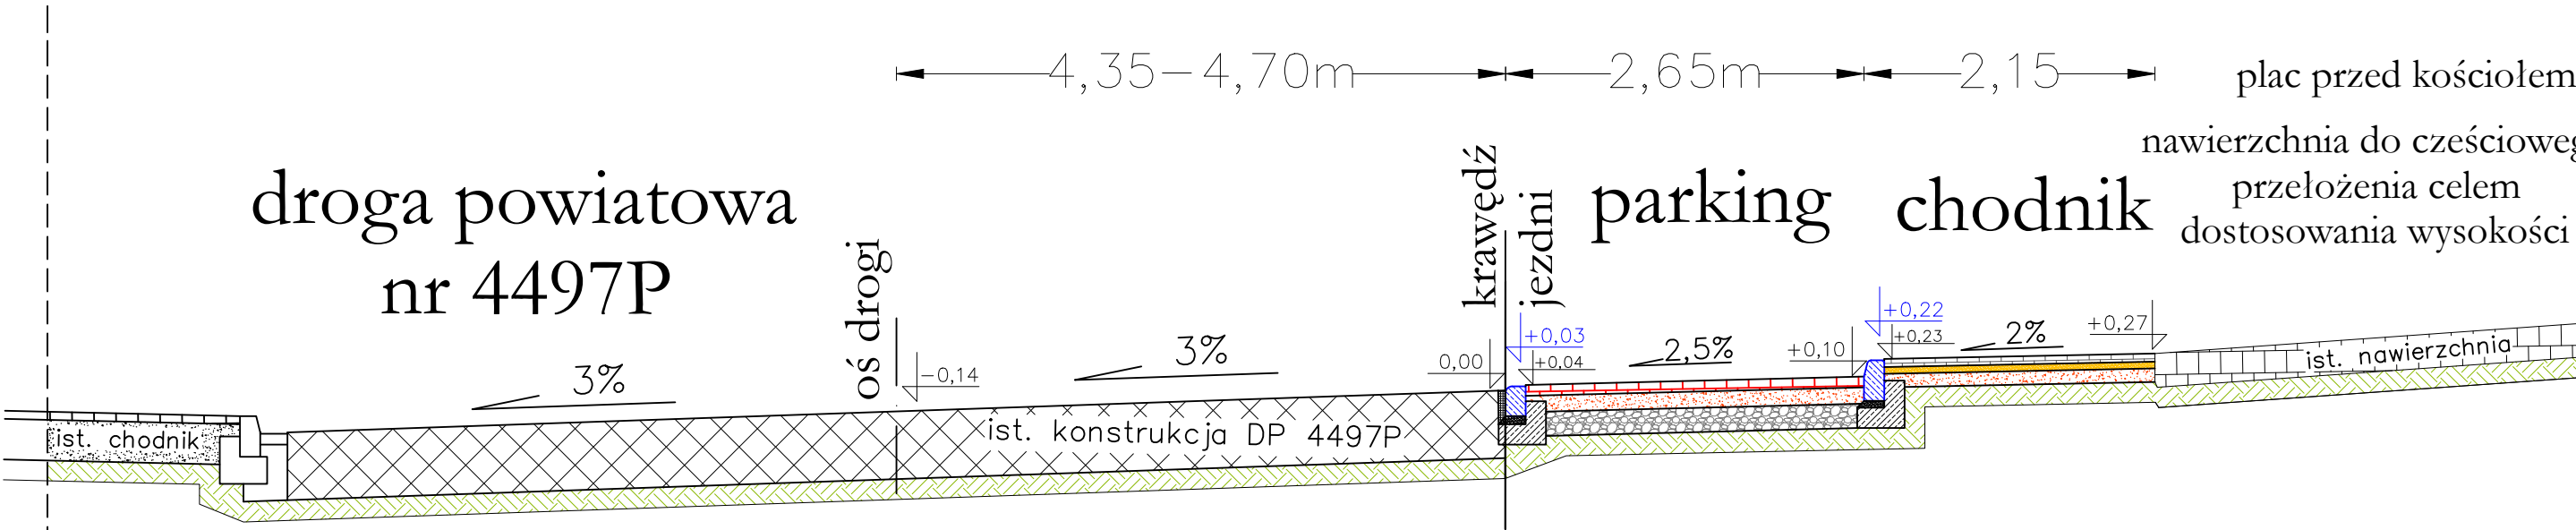 4,35-4,70m
2,65m
2,15
plac przed kościołem
nawierzchnia do cześcioweg
przełożenia celem
dostosowania wysokości
droga powiatowa
nr 4497P
oś drogi
krawędź
jezdni
parking
chodnik
3%
-0,14
3%
0,00
+0,03
+0,04
2,5%
+0,10
+0,22
+0,23
2%
+0,27
ist. nawierzchnia
ist. chodnik
ist. konstrukcja DP 4497P